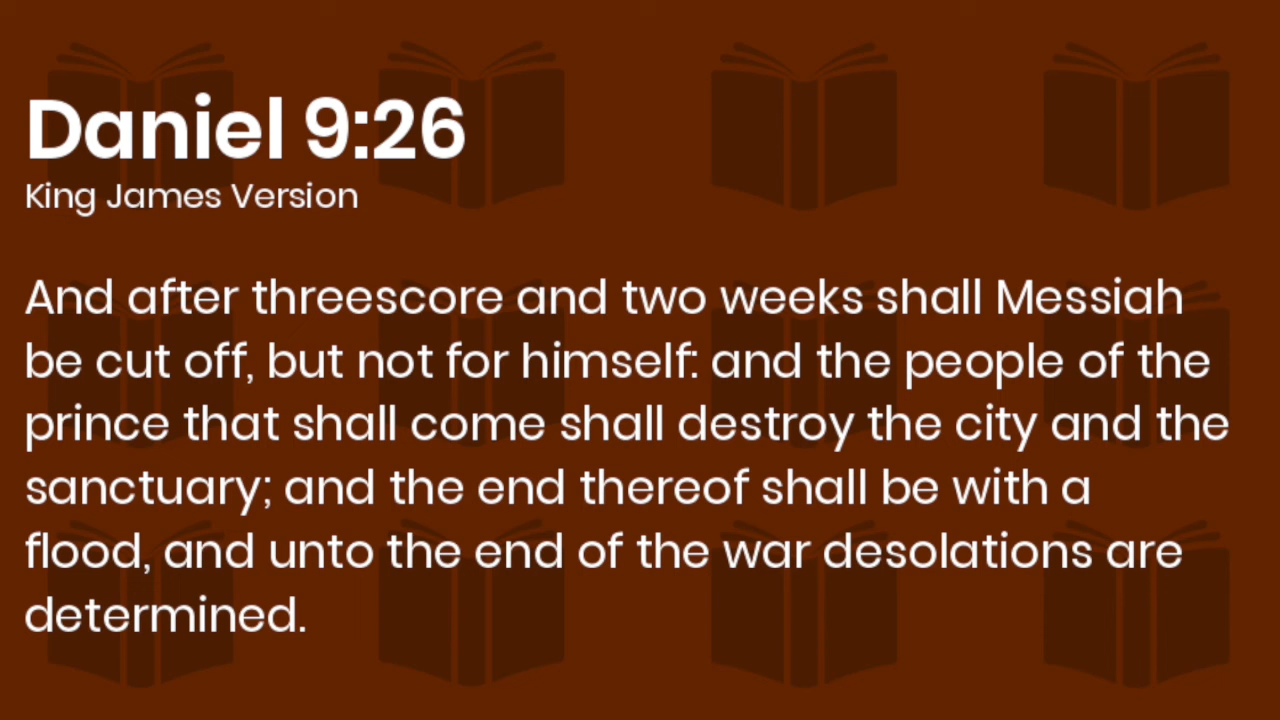 Daniel 9:26
King James Version
And after threescore and two weeks shall Messiah
be cut off, but not for himself: and the people of the
prince that shall come shall destroy the city and the
sanctuary; and the end thereof shall be with a
flood, and unto the end of the war desolations are
determined.